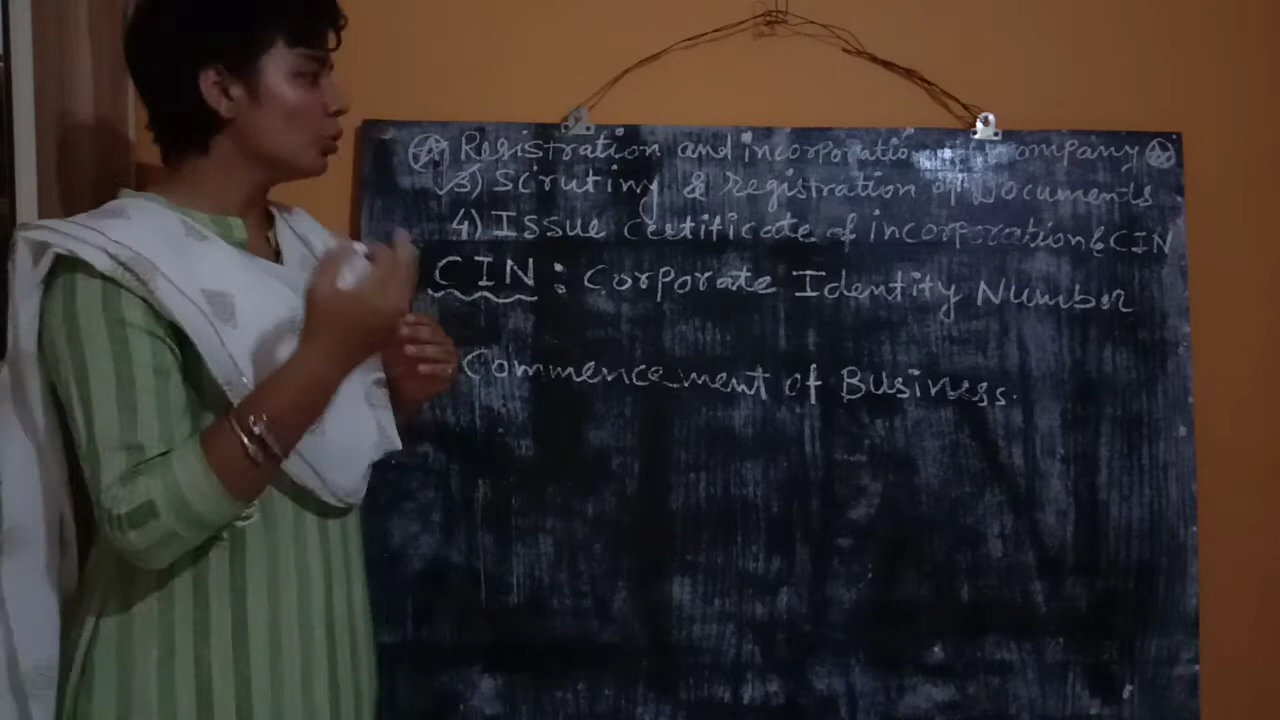 Registration and incorporation of Company
3) Scrutiny & registration of Documents
4) Issue certificate of incorporation & CIN
CIN : Corporate Identity Number
Commencement of Business.